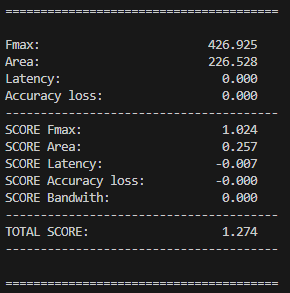 =======================================
Fmax: 426.925
Area: 226.528
Latency: 0.000
Accuracy loss: 0.000
---------------------------------------
SCORE Fmax: 1.024
SCORE Area: 0.257
SCORE Latency: -0.007
SCORE Accuracy loss: -0.000
SCORE Bandwith: 0.000
---------------------------------------
TOTAL SCORE: 1.274
---------------------------------------
=======================================